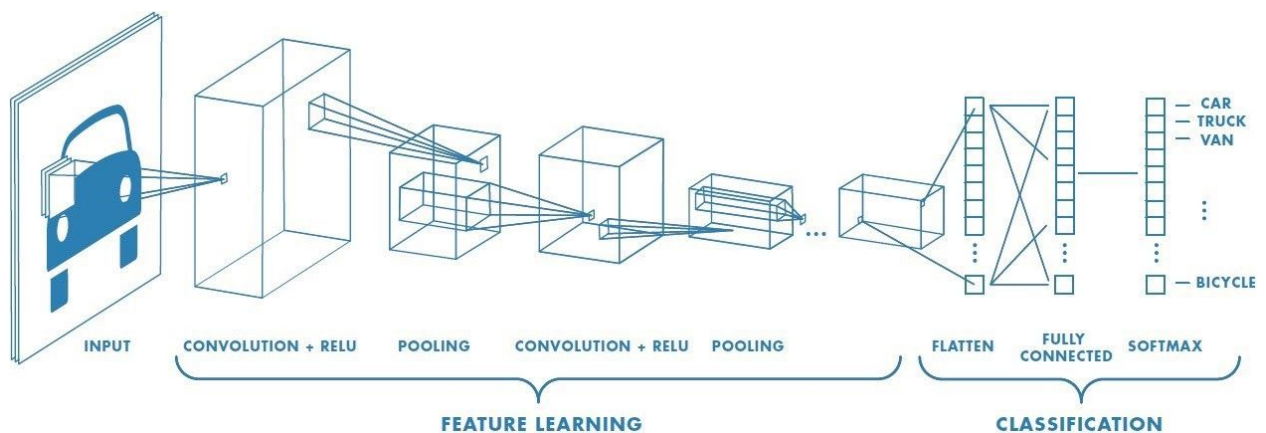 CAR
TRUCK
VAN
BICYCLE
INPUT
CONVOLUTION + RELU
POOLING
CONVOLUTION + RELU
POOLING
FLATTEN
FULLY
CONNECTED
SOFTMAX
FEATURE LEARNING
CLASSIFICATION